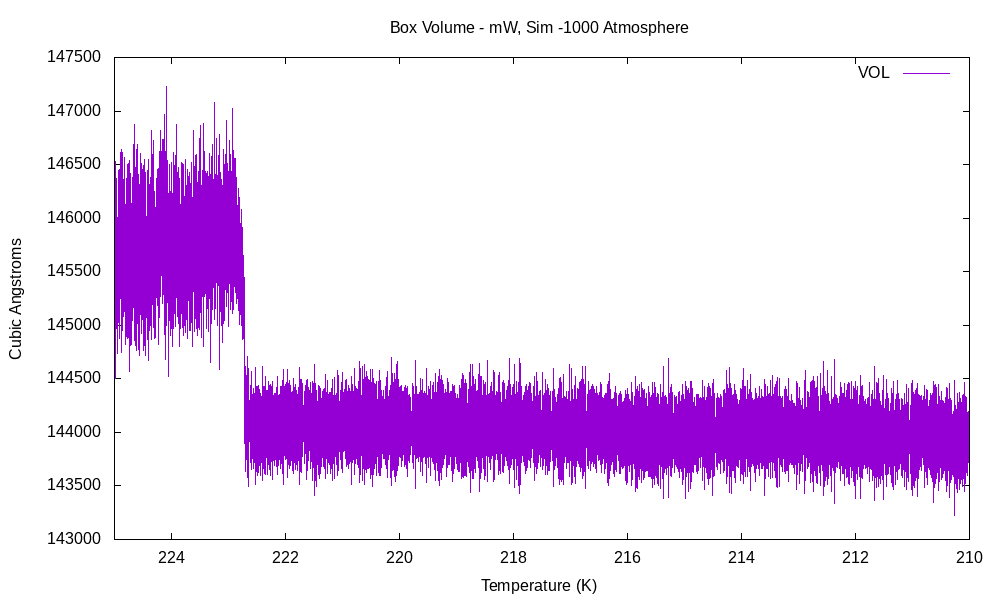 Box Volume - mW, Sim -1000 Atmosphere
VOL
147500
147000
146500
146000
145500
145000
144500
144000
143500
143000
Cubic Angstroms
224 222 220 218 216 214 212 210
Temperature (K)